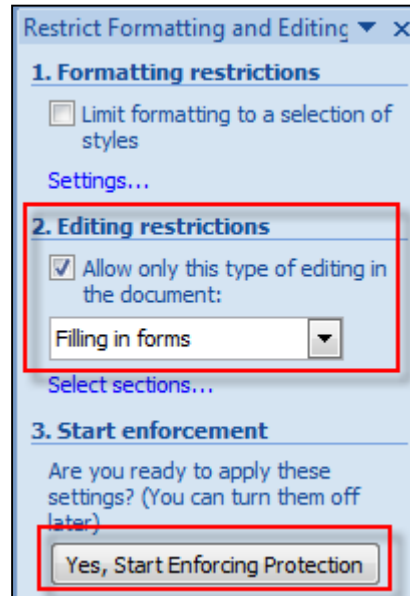 Restrict Formatting and Editing
1. Formatting restrictions
Limit formatting to a selection of
styles
Settings...
2. Editing restrictions
Allow only this type of editing in
the document:
Filling in forms
Select sections...
3. Start enforcement
Are you ready to apply these
settings? (You can turn them off
later)
Yes, Start Enforcing Protection